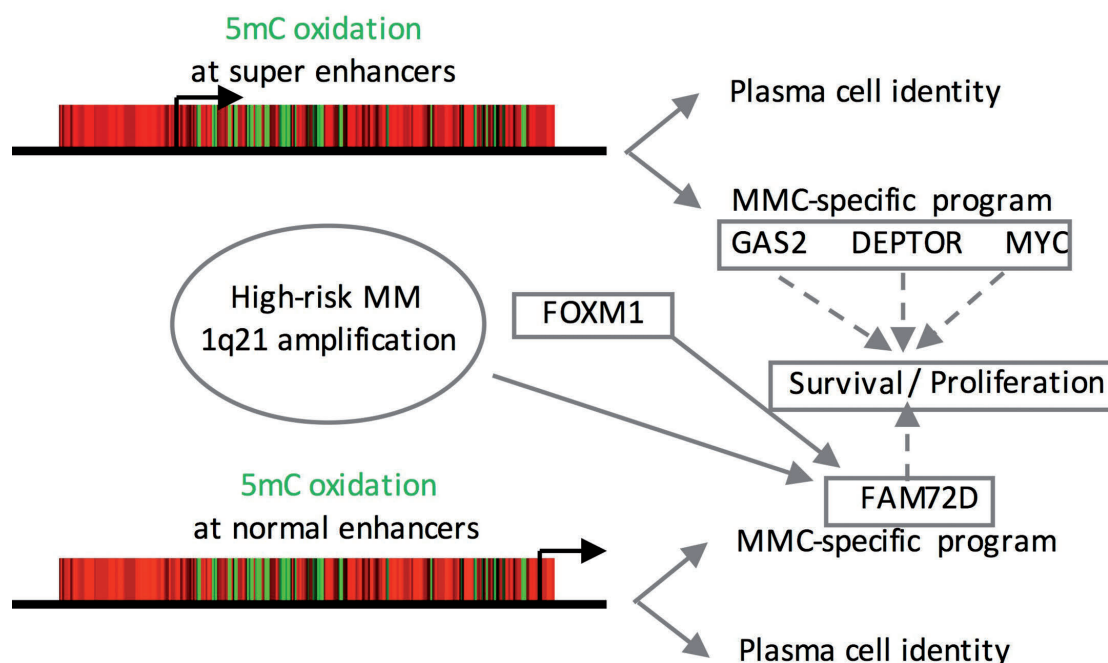 5mC oxidation
at super enhancers
Plasma cell identity
MMC-specific program
GAS2 DEPTOR MYC
High-risk MM
1q21 amplification
FOXM1
Survival/Proliferation
5mC oxidation
at normal enhancers
FAM72D
MMC-specific program
Plasma cell identity